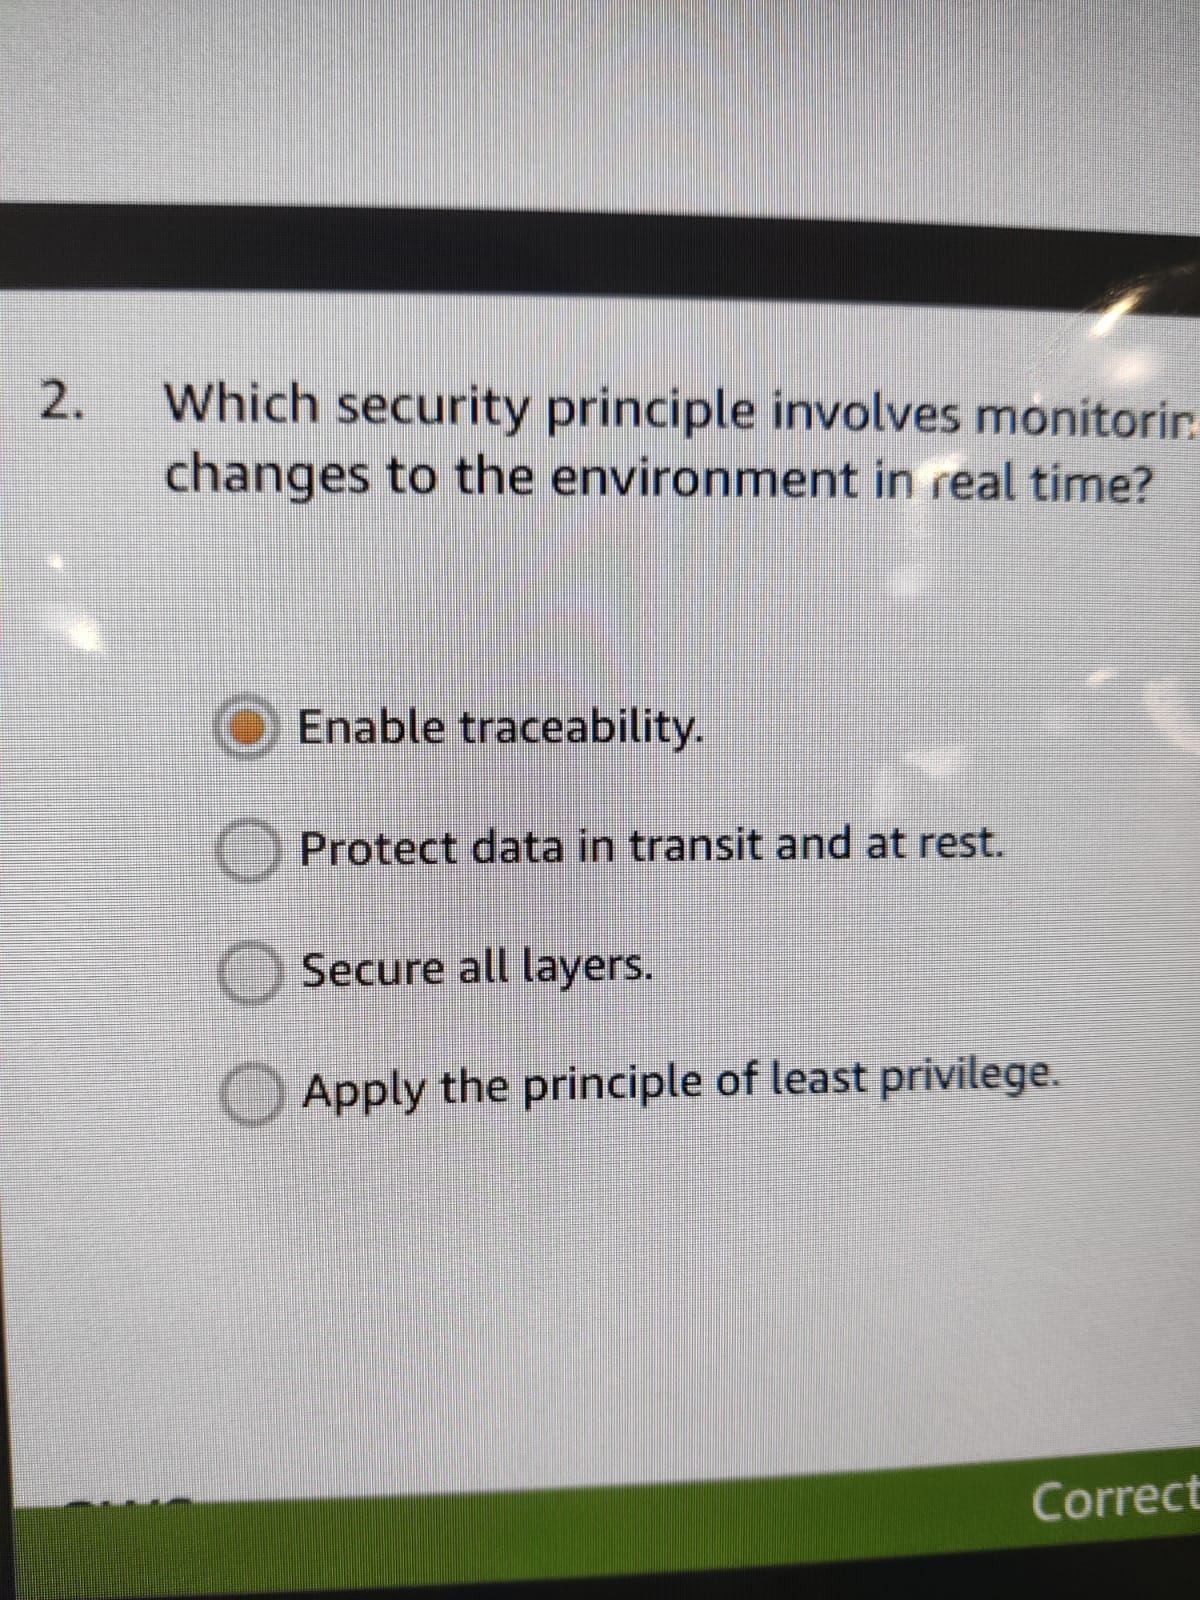 2. Which security principle involves monitorin
changes to the environment in real time?
Enable traceability.
Protect data in transit and at rest.
Secure all layers.
Apply the principle of least privilege.
Correct